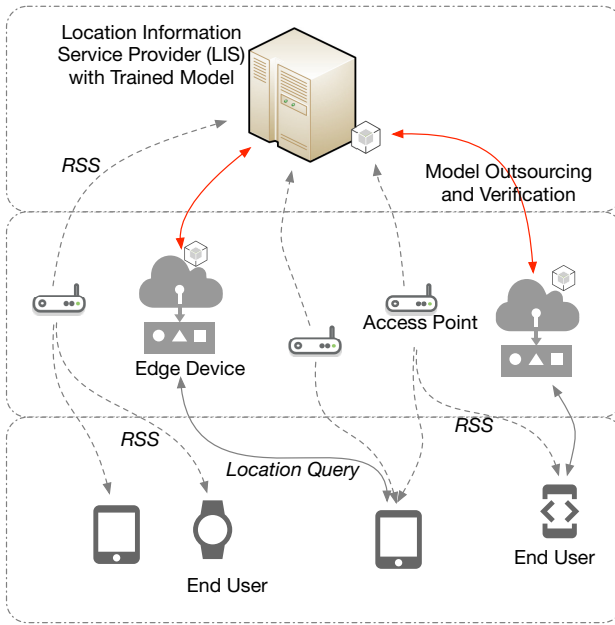 Location Information
Service Provider (LIS)
with Trained Model
RSS
Model Outsourcing
and Verification
Access Point
Edge Device
RSS
RSS
Location Query
End User
End User